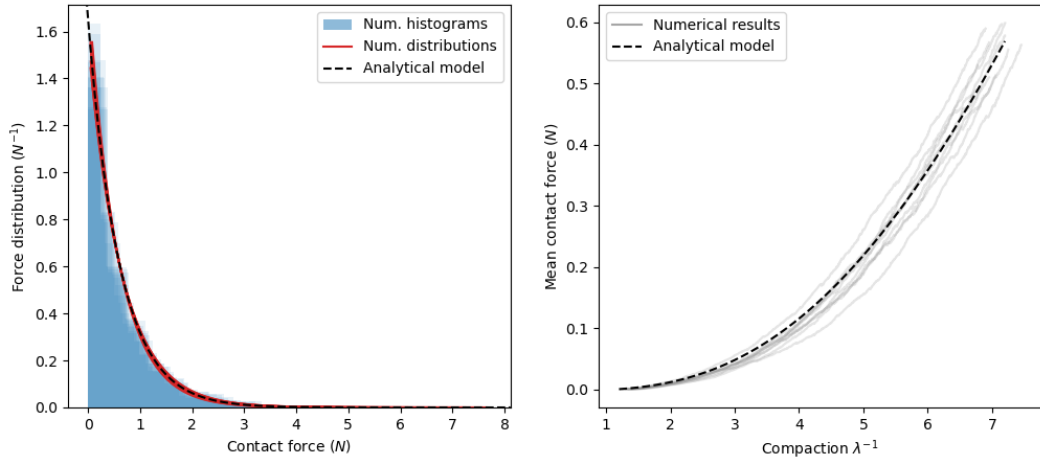 Num. histograms
Num. distributions
Analytical model
Force distribution (N⁻¹)
1.6
1.4
1.2
1.0
0.8
0.6
0.4
0.2
0.0
0 1 2 3 4 5 6 7 8
Contact force (N)
Numerical results
Analytical model
Mean contact force (N)
0.6
0.5
0.4
0.3
0.2
0.1
0.0
1 2 3 4 5 6 7
Compaction λ⁻¹